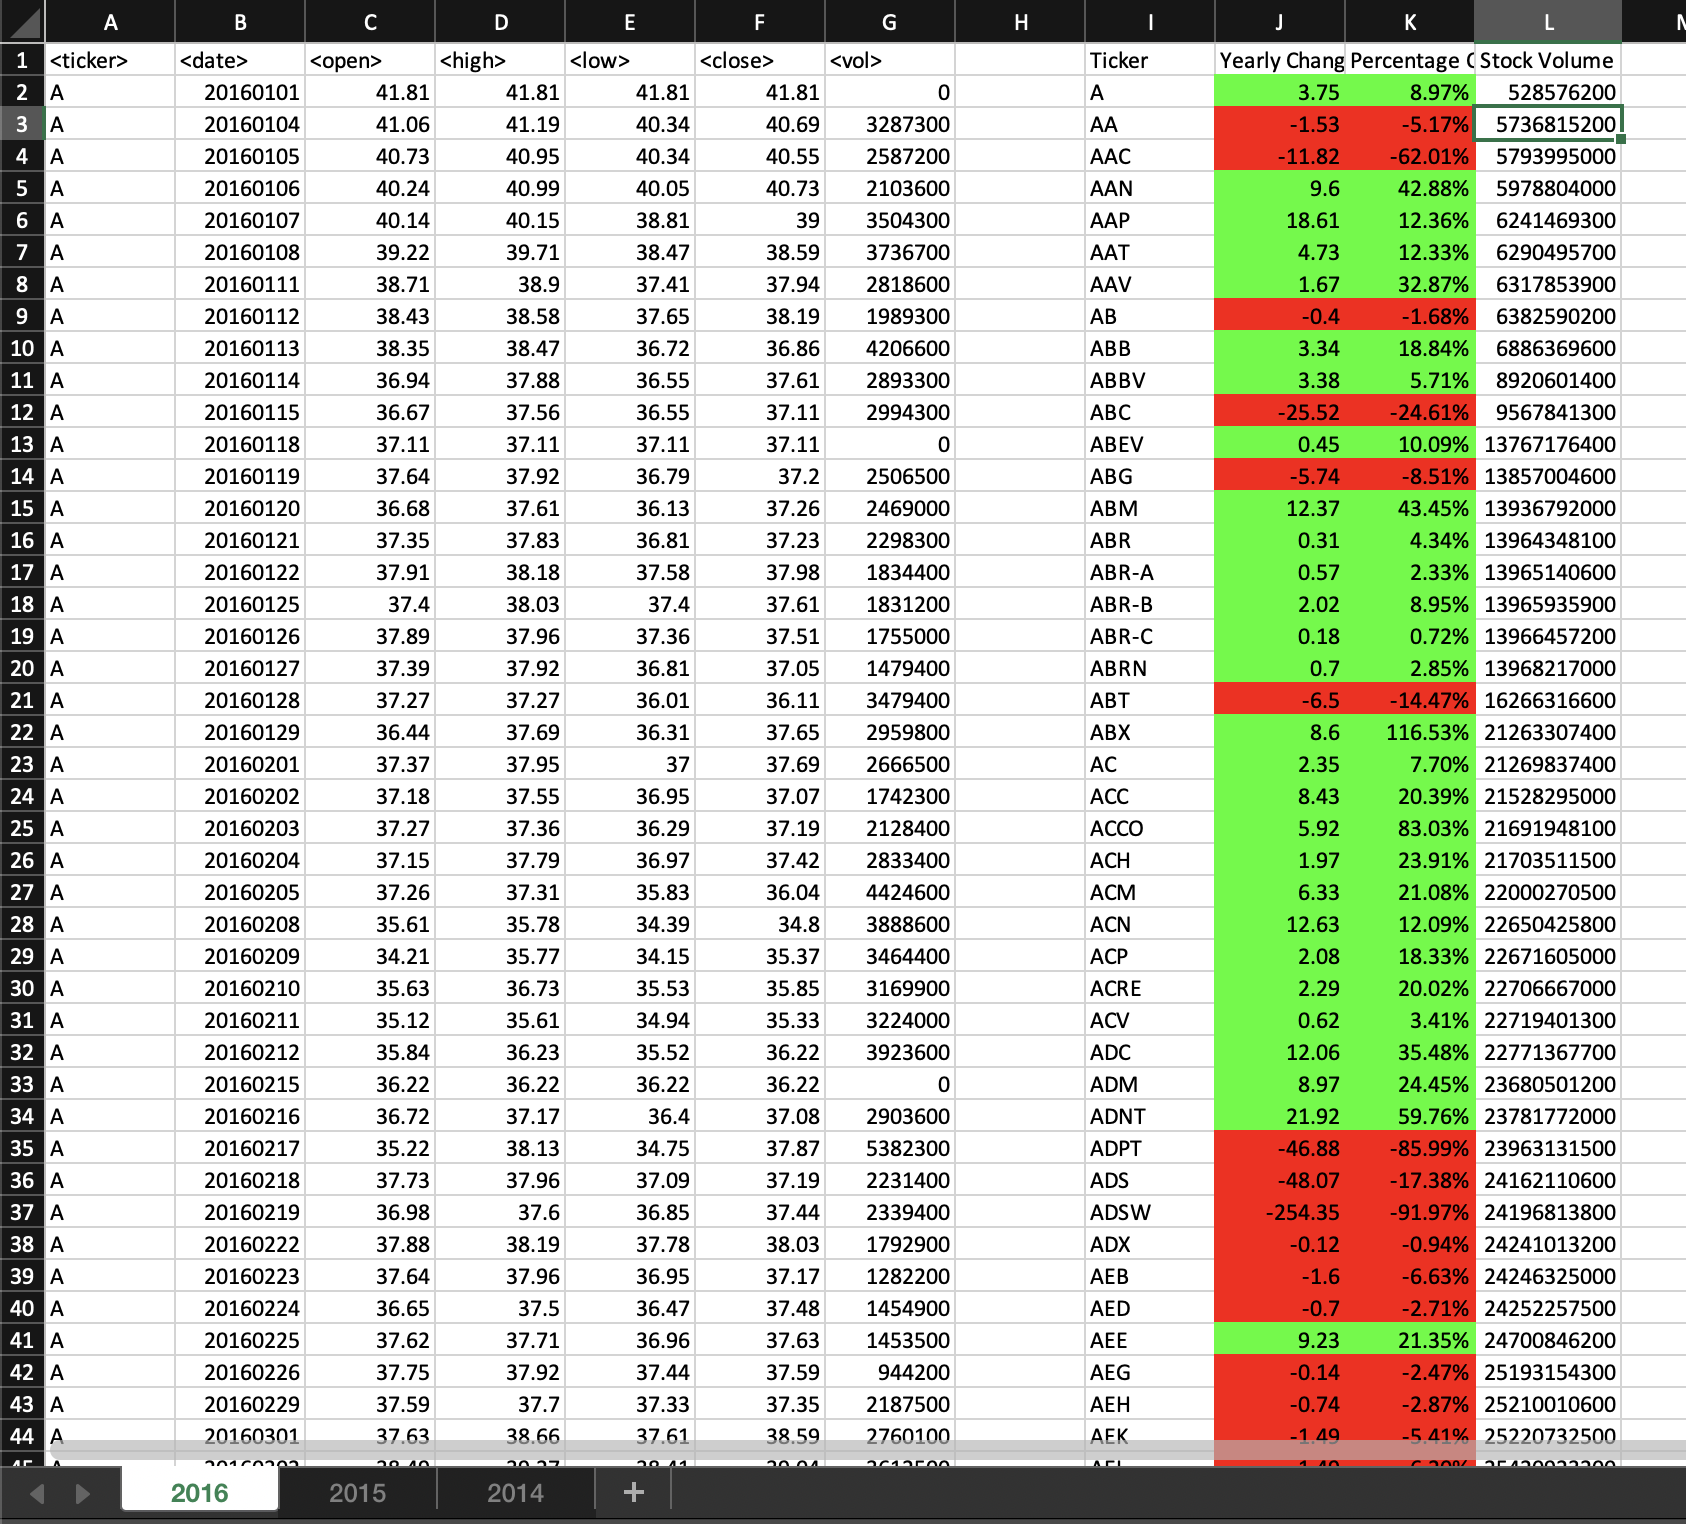 A B C D E F G H I J K L
1 <ticker> <date> <open> <high> <low> <close> <vol> Ticker Yearly Chang Percentage Stock Volume
2 A 20160101 41.81 41.81 41.81 41.81 0 A 3.75 8.97% 528576200
3 A 20160104 41.06 41.19 40.34 40.69 3287300 AA -1.53 -5.17% 5736815200
4 A 20160105 40.73 40.95 40.34 40.55 2587200 AAC -11.82 -62.01% 5793995000
5 A 20160106 40.24 40.99 40.05 40.73 2103600 AAN 9.6 42.88% 5978804000
6 A 20160107 40.14 40.15 38.81 39 3504300 AAP 18.61 12.36% 6241469300
7 A 20160108 39.22 39.71 38.47 38.59 3736700 AAT 4.73 12.33% 6290495700
8 A 20160111 38.71 38.9 37.41 37.94 2818600 AAV 1.67 32.87% 6317853900
9 A 20160112 38.43 38.58 37.65 38.19 1989300 AB -0.4 -1.68% 6382590200
10 A 20160113 38.35 38.47 36.72 36.86 4206600 ABB 3.34 18.84% 6886369600
11 A 20160114 36.94 37.88 36.55 37.61 2893300 ABBV 3.38 5.71% 8920601400
12 A 20160115 36.67 37.56 36.55 37.11 2994300 ABC -25.52 -24.61% 9567841300
13 A 20160118 37.11 37.11 37.11 37.11 0 ABEV 0.45 10.09% 13767176400
14 A 20160119 37.64 37.92 36.79 37.2 2506500 ABG -5.74 -8.51% 13857004600
15 A 20160120 36.68 37.61 36.13 37.26 2469000 ABM 12.37 43.45% 13936792000
16 A 20160121 37.35 37.83 36.81 37.23 2298300 ABR 0.31 4.34% 13964348100
17 A 20160122 37.91 38.18 37.58 37.98 1834400 ABR-A 0.57 2.33% 13965140600
18 A 20160125 37.4 38.03 37.4 37.61 1831200 ABR-B 2.02 8.95% 13965935900
19 A 20160126 37.89 37.96 37.36 37.51 1755000 ABR-C 0.18 0.72% 13966457200
20 A 20160127 37.39 37.92 36.81 37.05 1479400 ABRN 0.7 2.85% 13968217000
21 A 20160128 37.27 37.27 36.01 36.11 3479400 ABT -6.5 -14.47% 16266316600
22 A 20160129 36.44 37.69 36.31 37.65 2959800 ABX 8.6 116.53% 21263307400
23 A 20160201 37.37 37.95 37 37.69 2666500 AC 2.35 7.70% 21269837400
24 A 20160202 37.18 37.55 36.95 37.07 1742300 ACC 8.43 20.39% 21528295000
25 A 20160203 37.27 37.36 36.29 37.19 2128400 ACCO 5.92 83.03% 21691948100
26 A 20160204 37.15 37.79 36.97 37.42 2833400 ACH 1.97 23.91% 21703511500
27 A 20160205 37.26 37.31 35.83 36.04 4424600 ACM 6.33 21.08% 22000270500
28 A 20160208 35.61 35.78 34.39 34.8 3888600 ACN 12.63 12.09% 22650425800
29 A 20160209 34.21 35.77 34.15 35.37 3464400 ACP 2.08 18.33% 22671605000
30 A 20160210 35.63 36.73 35.53 35.85 3169900 ACRE 2.29 20.02% 22706667000
31 A 20160211 35.12 35.61 34.94 35.33 3224000 ACV 0.62 3.41% 22719401300
32 A 20160212 35.84 36.23 35.52 36.22 3923600 ADC 12.06 35.48% 22771367700
33 A 20160215 36.22 36.22 36.22 36.22 0 ADM 8.97 24.45% 23680501200
34 A 20160216 36.72 37.17 36.4 37.08 2903600 ADNT 21.92 59.76% 23781772000
35 A 20160217 35.22 38.13 34.75 37.87 5382300 ADPT -46.88 -85.99% 23963131500
36 A 20160218 37.73 37.96 37.09 37.19 2231400 ADS -48.07 -17.38% 24162110600
37 A 20160219 36.98 37.6 36.85 37.44 2339400 ADSW -254.35 -91.97% 24196813800
38 A 20160222 37.88 38.19 37.78 38.03 1792900 ADX -0.12 -0.94% 24241013200
39 A 20160223 37.64 37.96 36.95 37.17 1282200 AEB -1.6 -6.63% 24246325000
40 A 20160224 36.65 37.5 36.47 37.48 1454900 AED -0.7 -2.71% 24252257500
41 A 20160225 37.62 37.71 36.96 37.63 1453500 AEE 9.23 21.35% 24700846200
42 A 20160226 37.75 37.92 37.44 37.59 944200 AEG -0.14 -2.47% 25193154300
43 A 20160229 37.59 37.7 37.33 37.35 2187500 AEH -0.74 -2.87% 25210010600
44 A 20160301 37.63 38.66 37.61 38.59 2760100 AEK -1.49 -5.41% 25220732500
2016 2015 2014 +